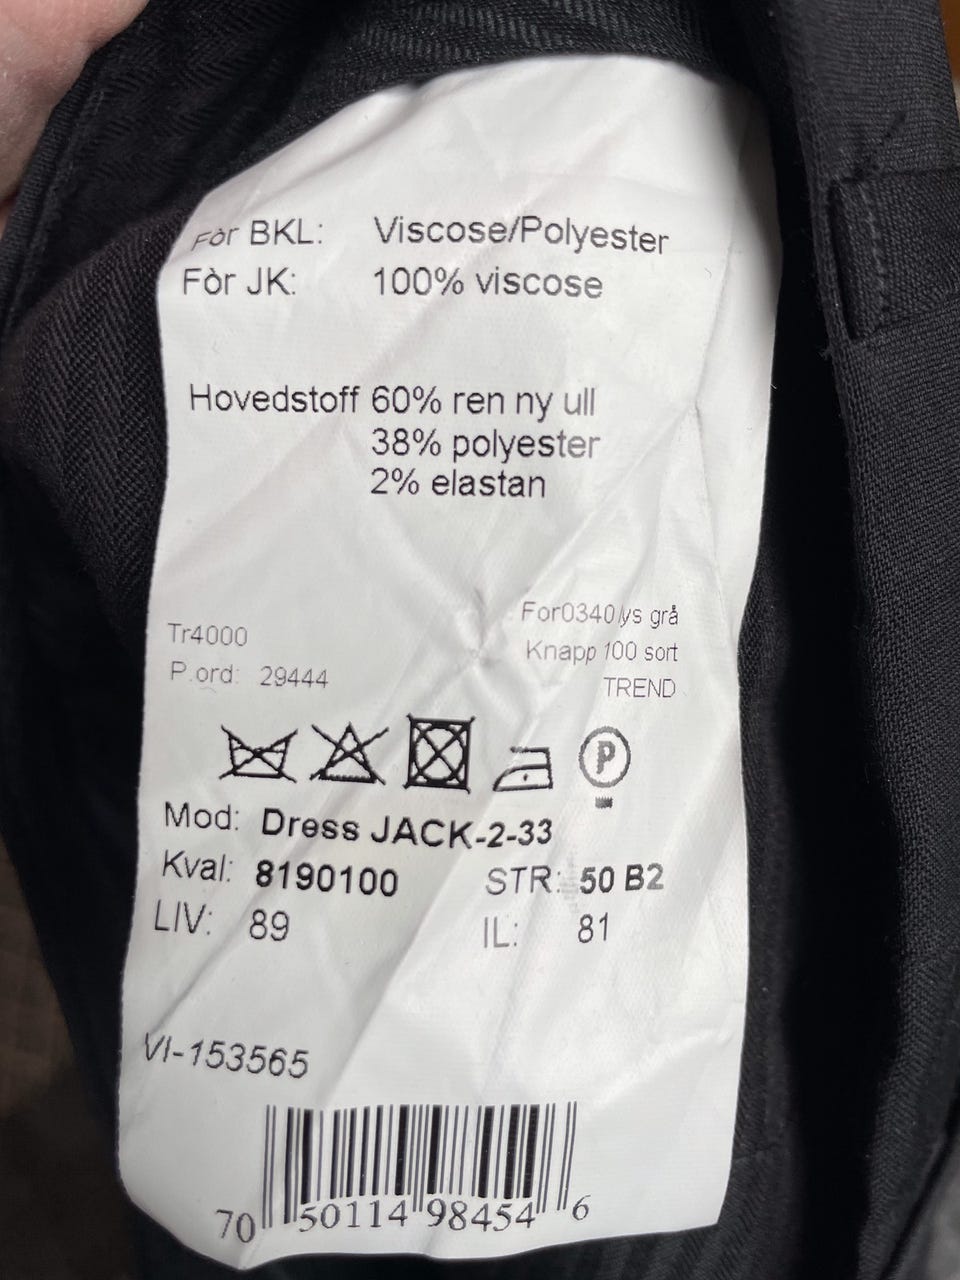 Fòr BKL: Viscose/Polyester
Fòr JK: 100% viscose
Hovedstoff 60% ren ny ull
38% polyester
2% elastan
For0340 lys grå
Tr4000
Knapp 100 sort
P.ord: 29444
TREND
P
Mod: Dress JACK-2-33
Kval: 8190100 STR: 50 B2
LIV: 89 IL: 81
VI-153565
70 50114 98454 6